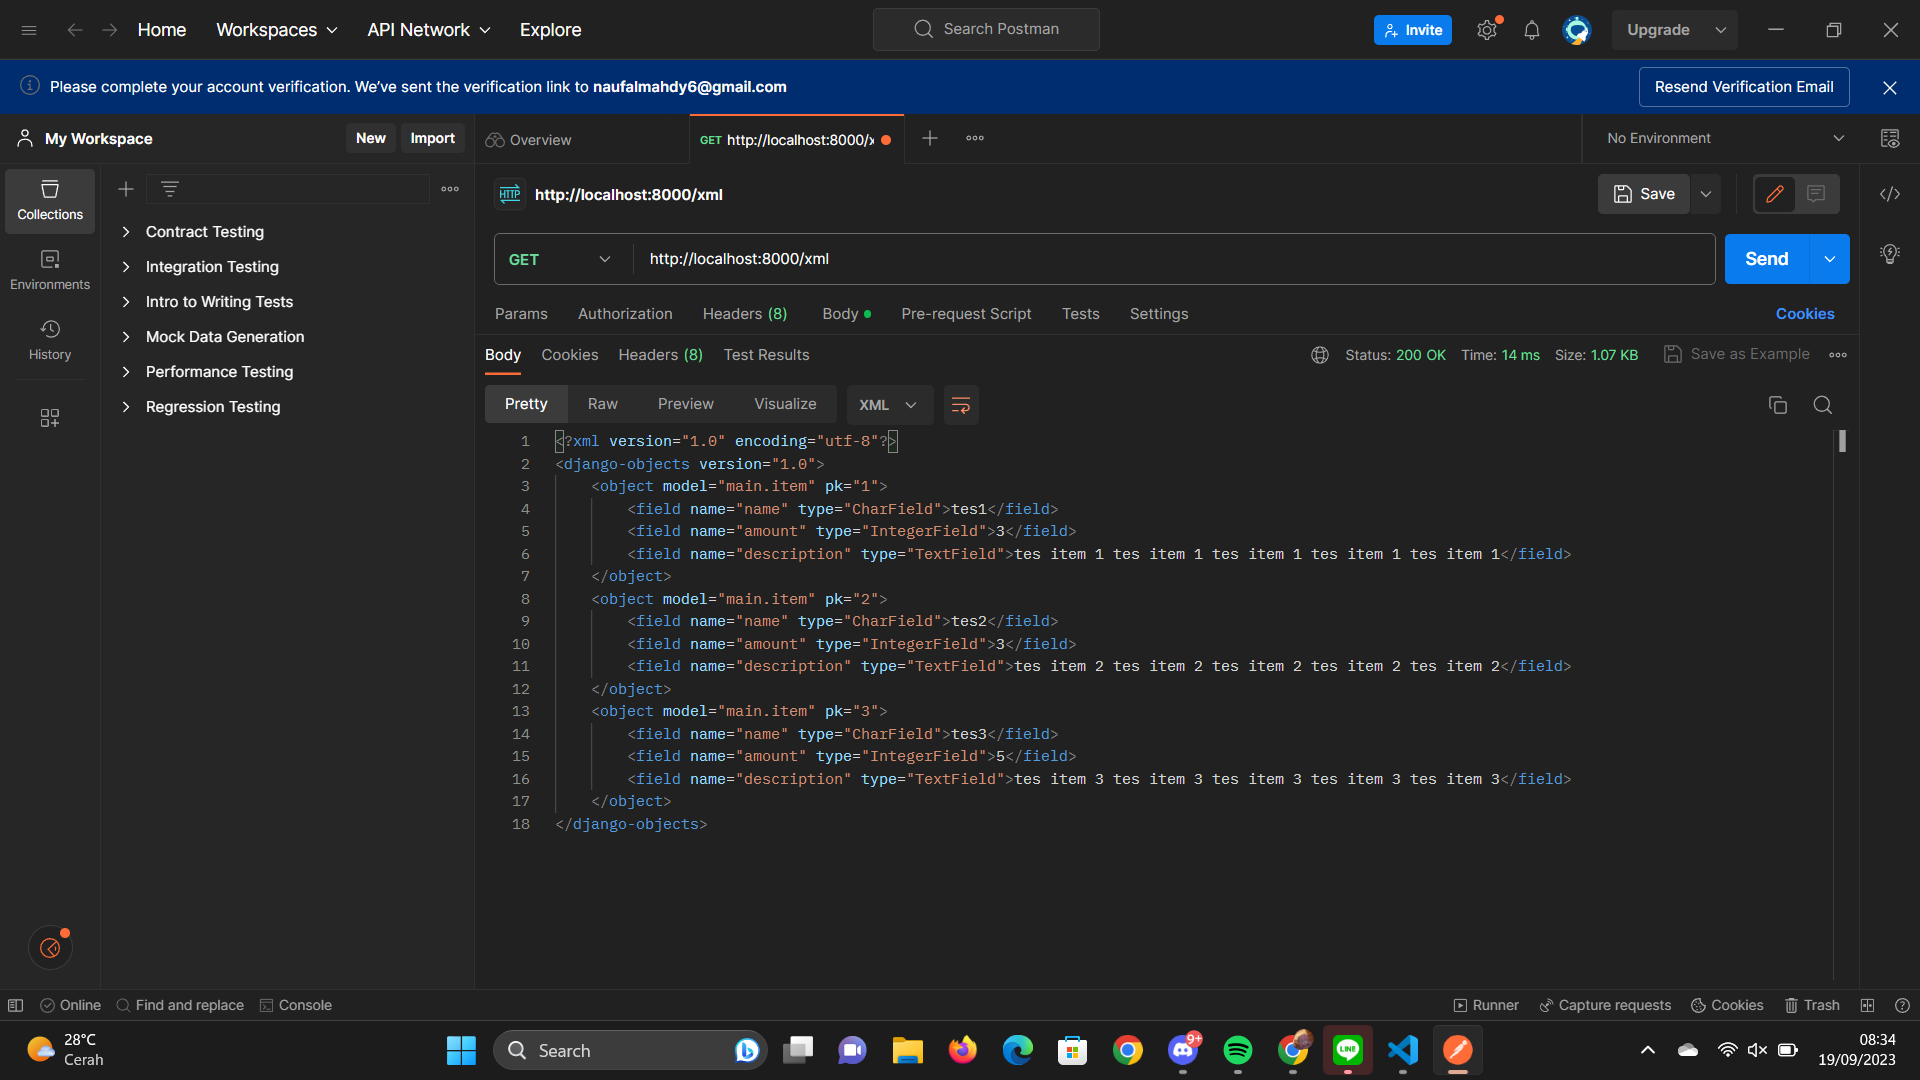 Home Workspaces API Network Explore Search Postman Invite Upgrade
Please complete your account verification. We've sent the verification link to naufalmahdy6@gmail.com Resend Verification Email
My Workspace New Import Overview GET http://localhost:8000/x No Environment
HTTP http://localhost:8000/xml Save
Collections
Environments
History
Contract Testing
Integration Testing
Intro to Writing Tests
Mock Data Generation
Performance Testing
Regression Testing
GET http://localhost:8000/xml Send
Params Authorization Headers (8) Body Pre-request Script Tests Settings Cookies
Body Cookies Headers (8) Test Results Status: 200 OK Time: 14 ms Size: 1.07 KB Save as Example
Pretty Raw Preview Visualize XML
1 <?xml version="1.0" encoding="utf-8"?>
2 <django-objects version="1.0">
3 <object model="main.item" pk="1">
4 <field name="name" type="CharField">tes1</field>
5 <field name="amount" type="IntegerField">3</field>
6 <field name="description" type="TextField">tes item 1 tes item 1 tes item 1 tes item 1 tes item 1</field>
7 </object>
8 <object model="main.item" pk="2">
9 <field name="name" type="CharField">tes2</field>
10 <field name="amount" type="IntegerField">3</field>
11 <field name="description" type="TextField">tes item 2 tes item 2 tes item 2 tes item 2 tes item 2</field>
12 </object>
13 <object model="main.item" pk="3">
14 <field name="name" type="CharField">tes3</field>
15 <field name="amount" type="IntegerField">5</field>
16 <field name="description" type="TextField">tes item 3 tes item 3 tes item 3 tes item 3 tes item 3</field>
17 </object>
18 </django-objects>
Online Find and replace Console Runner Capture requests Cookies Trash
28°C
Cerah
Search
9+
LINE
08:34
19/09/2023